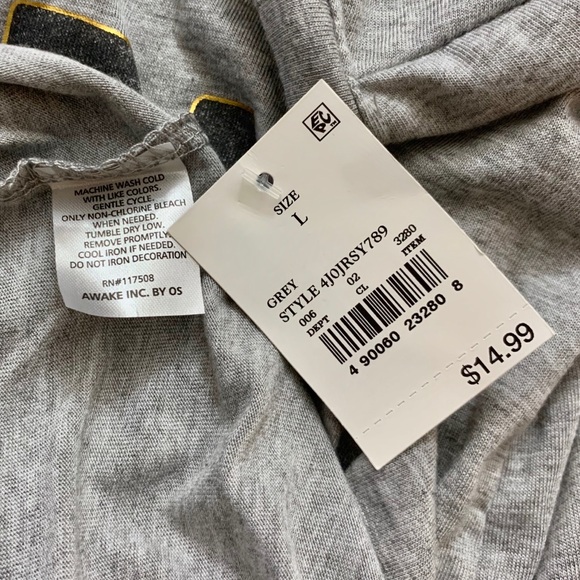 MACHINE WASH COLD
WITH LIKE COLORS.
GENTLE CYCLE.
ONLY NON-CHLORINE BLEACH
WHEN NEEDED.
TUMBLE DRY LOW.
REMOVE PROMPTLY.
COOL IRON IF NEEDED.
DO NOT IRON DECORATION
RN#117508
AWAKE INC. BY OS
EPC
SIZE
L
GREY
STYLE 4J0JRSY789
006 02 3280
DEPT CL ITEM
4 90060 23280 8
$14.99